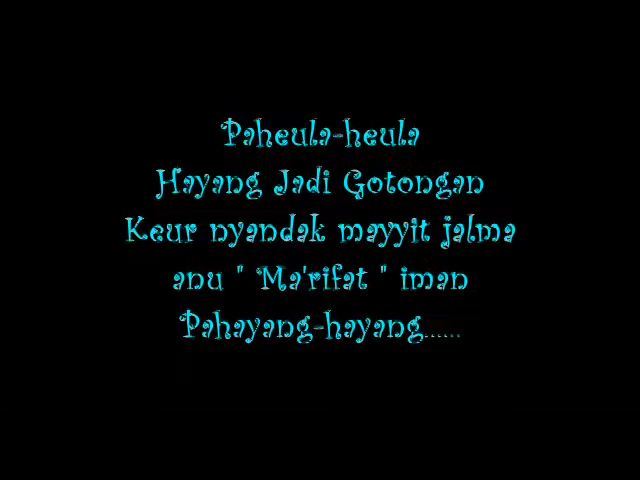 Paheula-heula
Hayang Jadi Gotongan
Keur nyandak mayyit jalma
anu " Ma'rifat " iman
Pahayang-hayang......